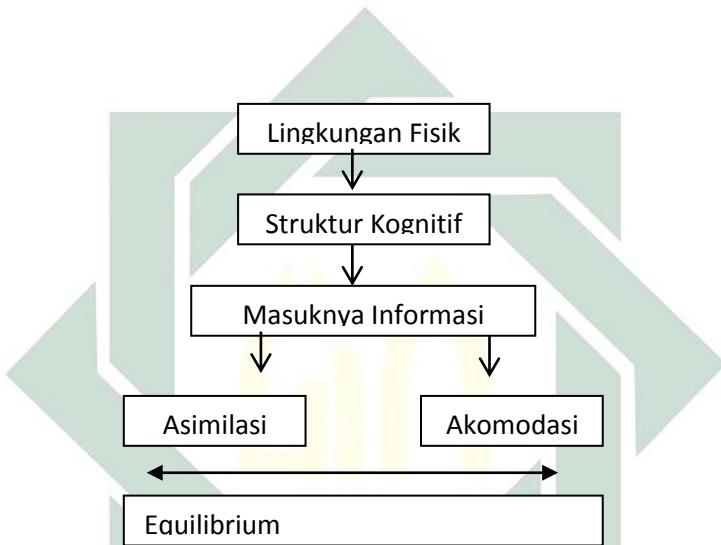 Lingkungan Fisik
Struktur Kognitif
Masuknya Informasi
Asimilasi
Akomodasi
Equilibrium